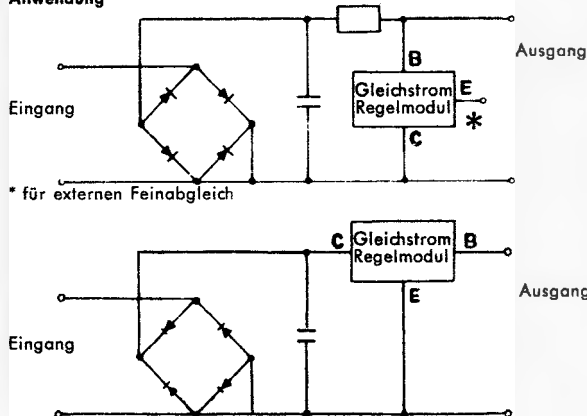 Anwendung
Ausgang
B
Gleichstrom E
Regelmodul
*
C
Eingang
* für externen Feinabgleich
C Gleichstrom B
Regelmodul
E
Ausgang
Eingang